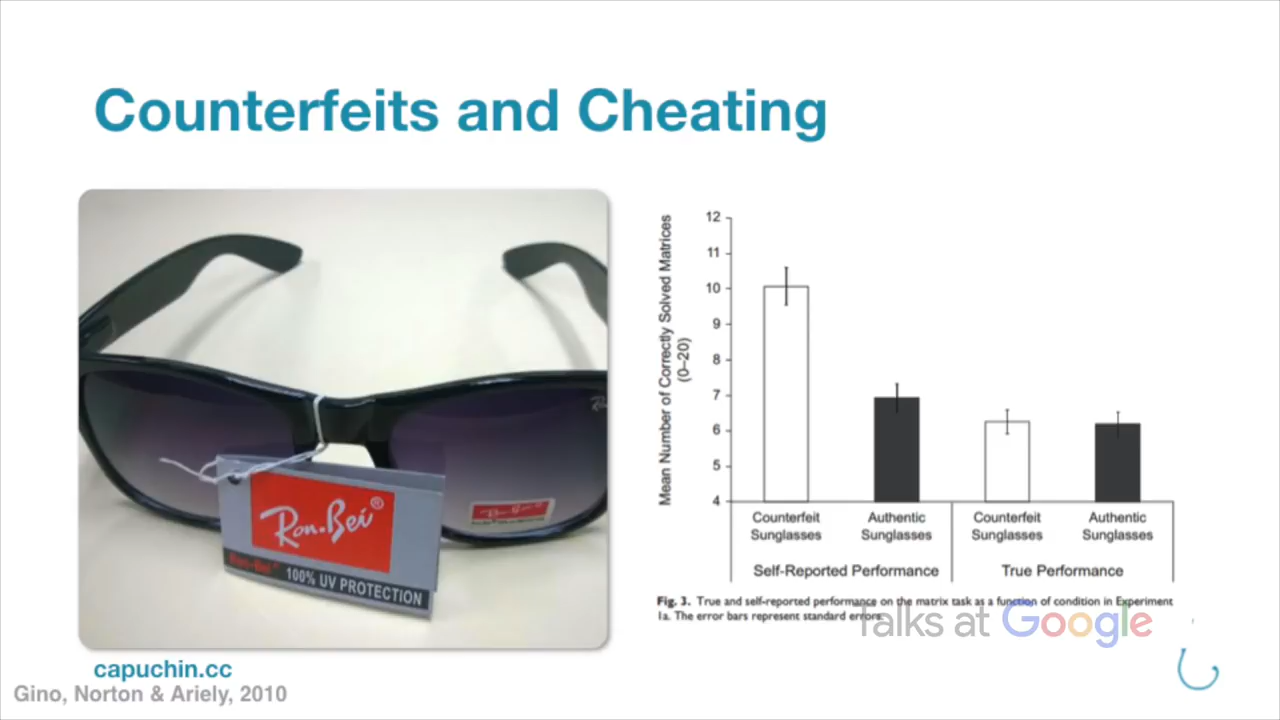 Counterfeits and Cheating
Ron.Bei®
Ron.Bei® 100% UV PROTECTION
Mean Number of Correctly Solved Matrices
(0–20)
12
11
10
9
8
7
6
5
4
Counterfeit Sunglasses
Authentic Sunglasses
Counterfeit Sunglasses
Authentic Sunglasses
Self-Reported Performance
True Performance
Fig. 3. True and self-reported performance on the matrix task as a function of condition in Experiment
1a. The error bars represent standard errors.
Talks at Google
capuchin.cc
Gino, Norton & Ariely, 2010